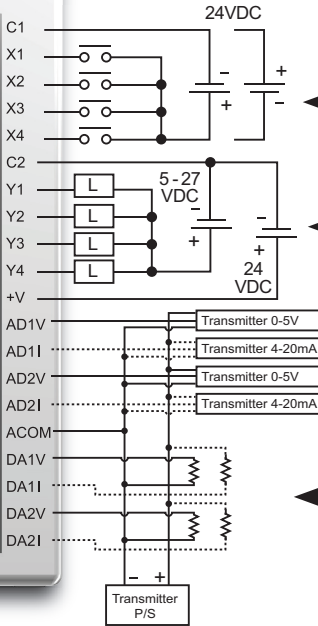 24VDC
C1
X1
X2
X3
X4
- +
+ -
C2
Y1 L
Y2 L
Y3 L
Y4 L
5-27
VDC
-
+
-
+
24
VDC
+V
AD1V Transmitter 0-5V
AD1I Transmitter 4-20mA
AD2V Transmitter 0-5V
AD2I Transmitter 4-20mA
ACOM
DA1V
DA1I
DA2V
DA2I
- +
Transmitter
P/S